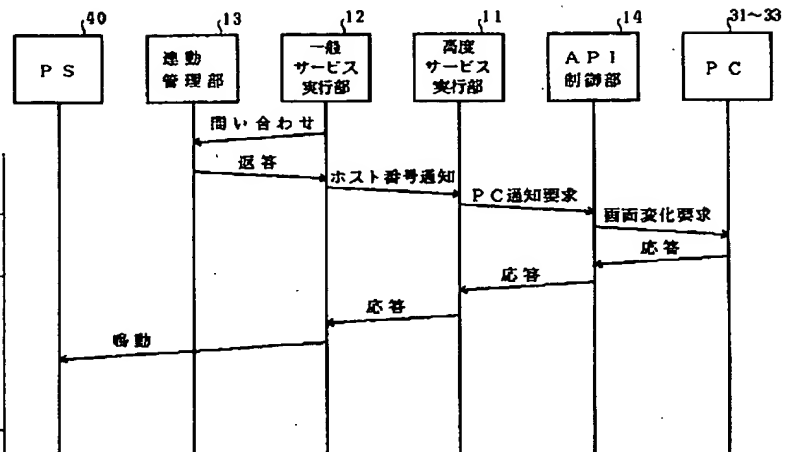 40
13
12
11
14
31〜33
PS
連動
管理部
一般
サービス
実行部
高度
サービス
実行部
API
制御部
PC
問い合わせ
返答
ホスト番号通知
PC通知要求
画面変化要求
応答
応答
応答
鳴動